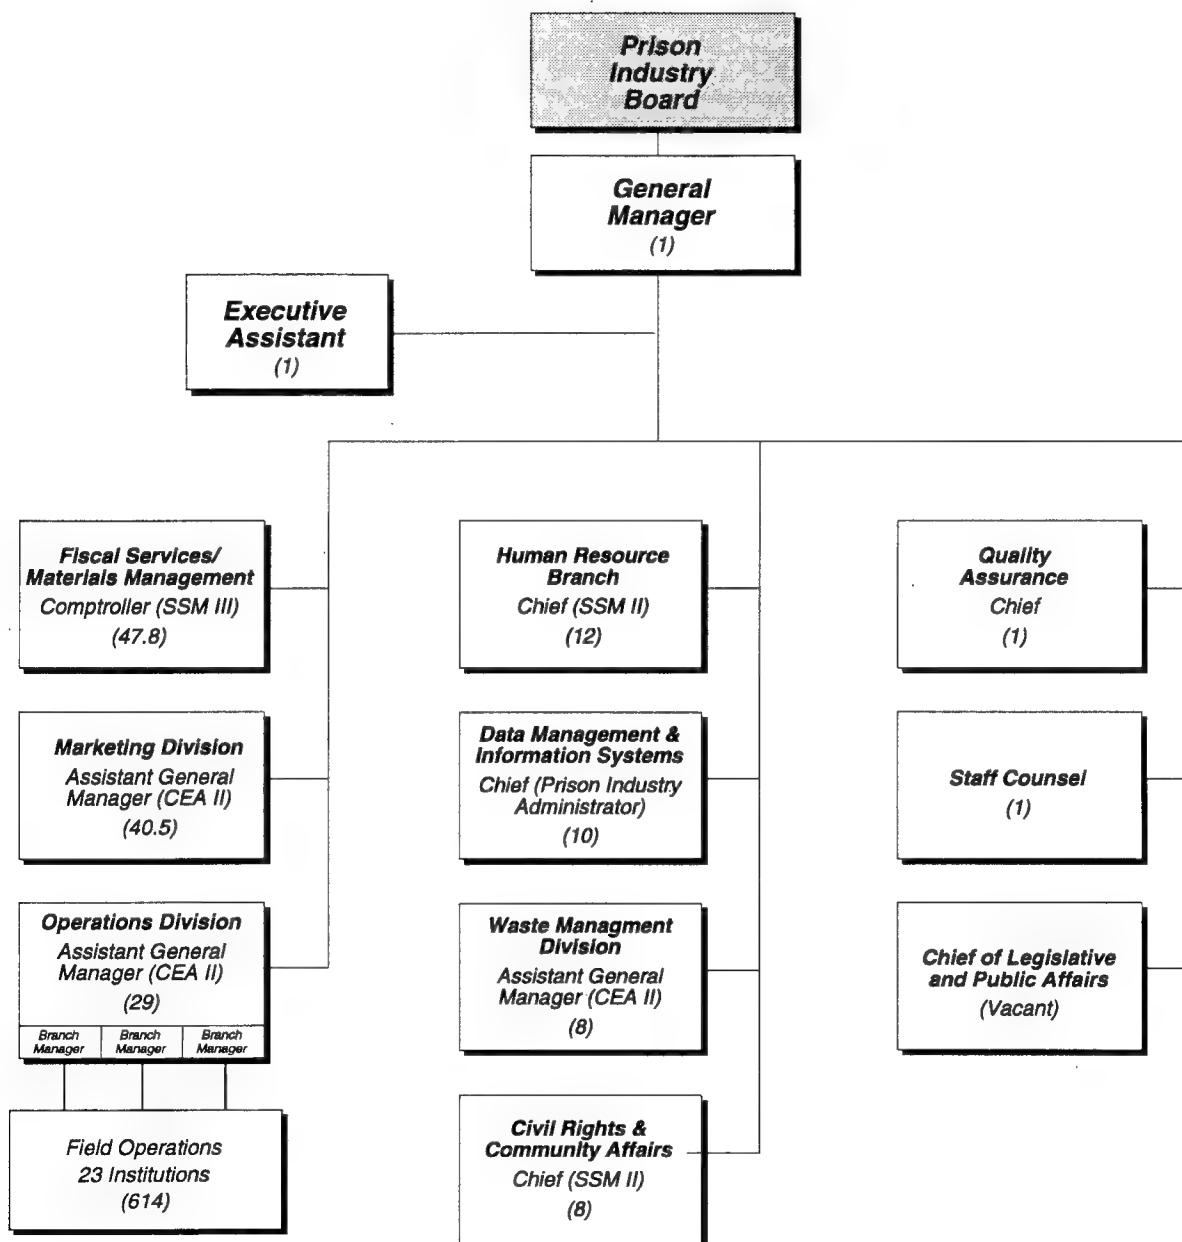 Prison
Industry
Board
General
Manager
(1)
Executive
Assistant
(1)
Fiscal Services/
Materials Management
Comptroller (SSM III)
(47.8)
Marketing Division
Assistant General
Manager (CEA II)
(40.5)
Operations Division
Assistant General
Manager (CEA II)
(29)
Branch Manager
Branch Manager
Branch Manager
Field Operations
23 Institutions
(614)
Human Resource
Branch
Chief (SSM II)
(12)
Data Management &
Information Systems
Chief (Prison Industry
Administrator)
(10)
Waste Managment
Division
Assistant General
Manager (CEA II)
(8)
Civil Rights &
Community Affairs
Chief (SSM II)
(8)
Quality
Assurance
Chief
(1)
Staff Counsel
(1)
Chief of Legislative
and Public Affairs
(Vacant)